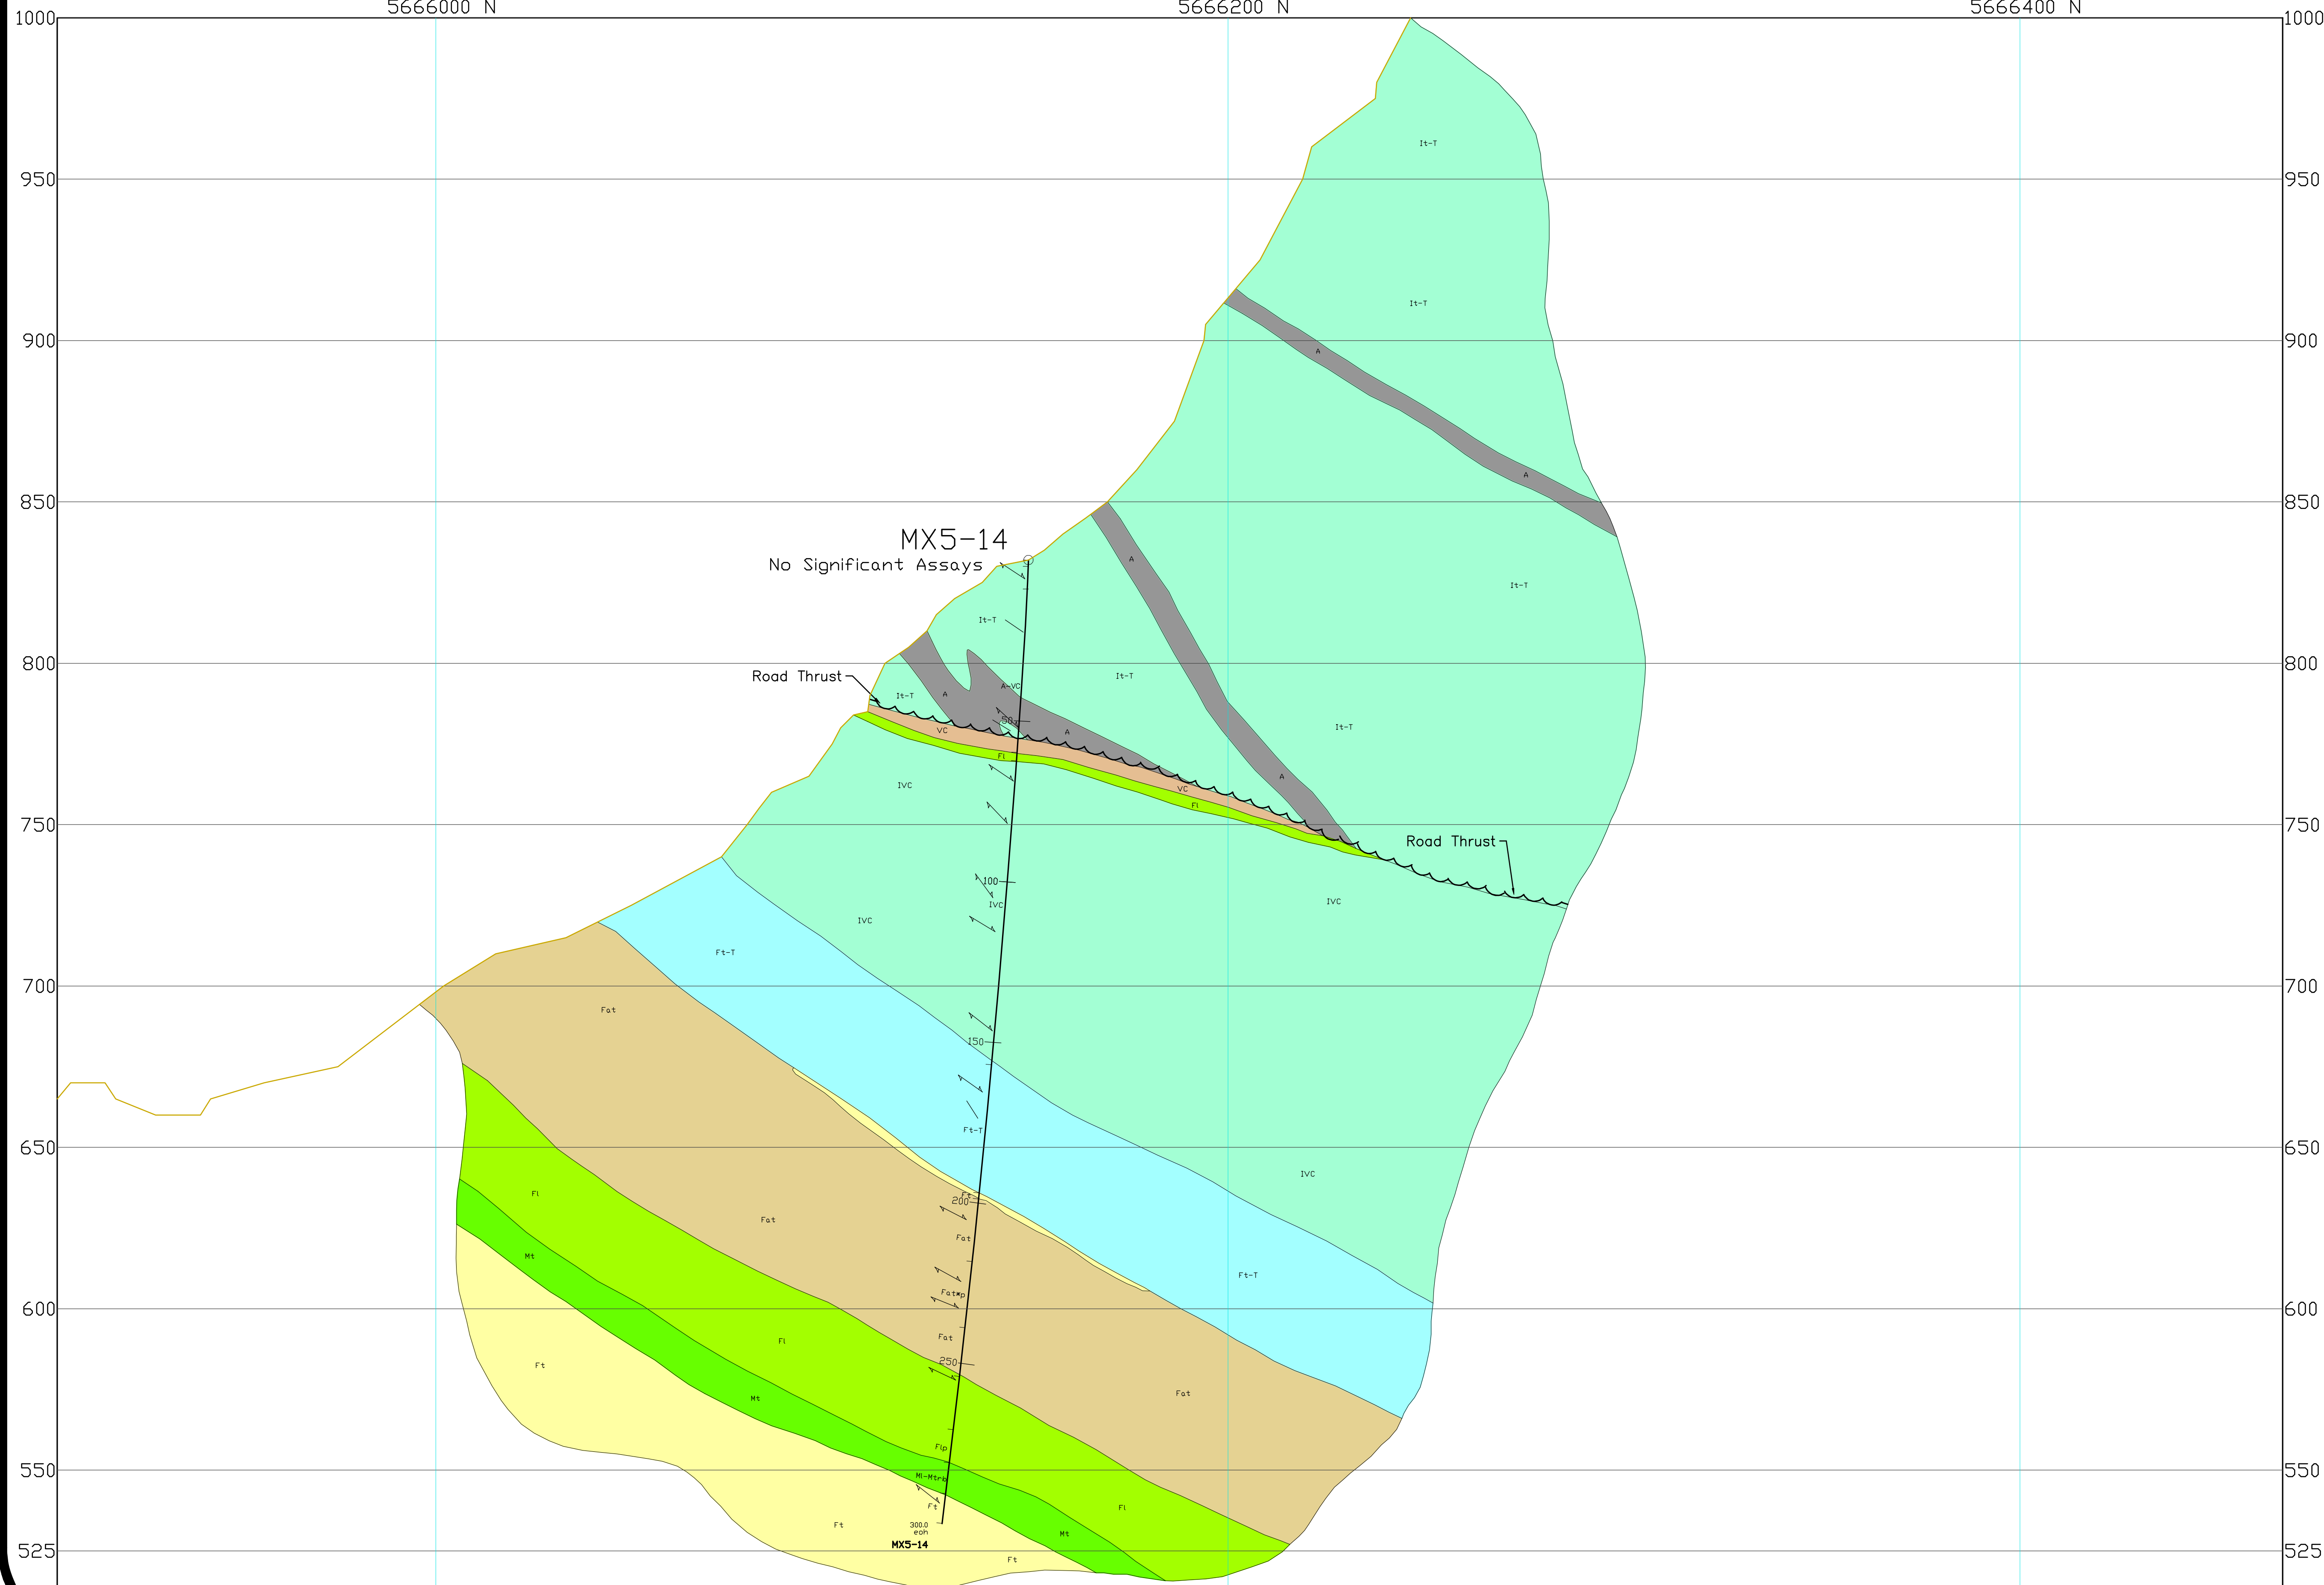 5666000 N 5666200 N 5666400 N
1000 1000
It-T
950 950
It-T
900 900
A
A
850 850
MX5-14
No Significant Assays
A
It-T
It-T
800 800
Road Thrust
It-T
A
A-VC
It-T
50
VC
A
It-T
Fl
A
IVC
VC
Fl
750 750
Road Thrust
100
IVC
IVC
IVC
Ft-T
700 700
Fat
150
Ft-T
650 650
IVC
Fl
Ft
200
Fat
Fat
Mt
Ft-T
Fat*p
600 600
Fat
Fl
250
Ft
Mt
Fat
Flp
550 550
Ml-Mtrb
Ft
Fl
Ft
300.0
eoh
Mt
MX5-14
525 525
Ft